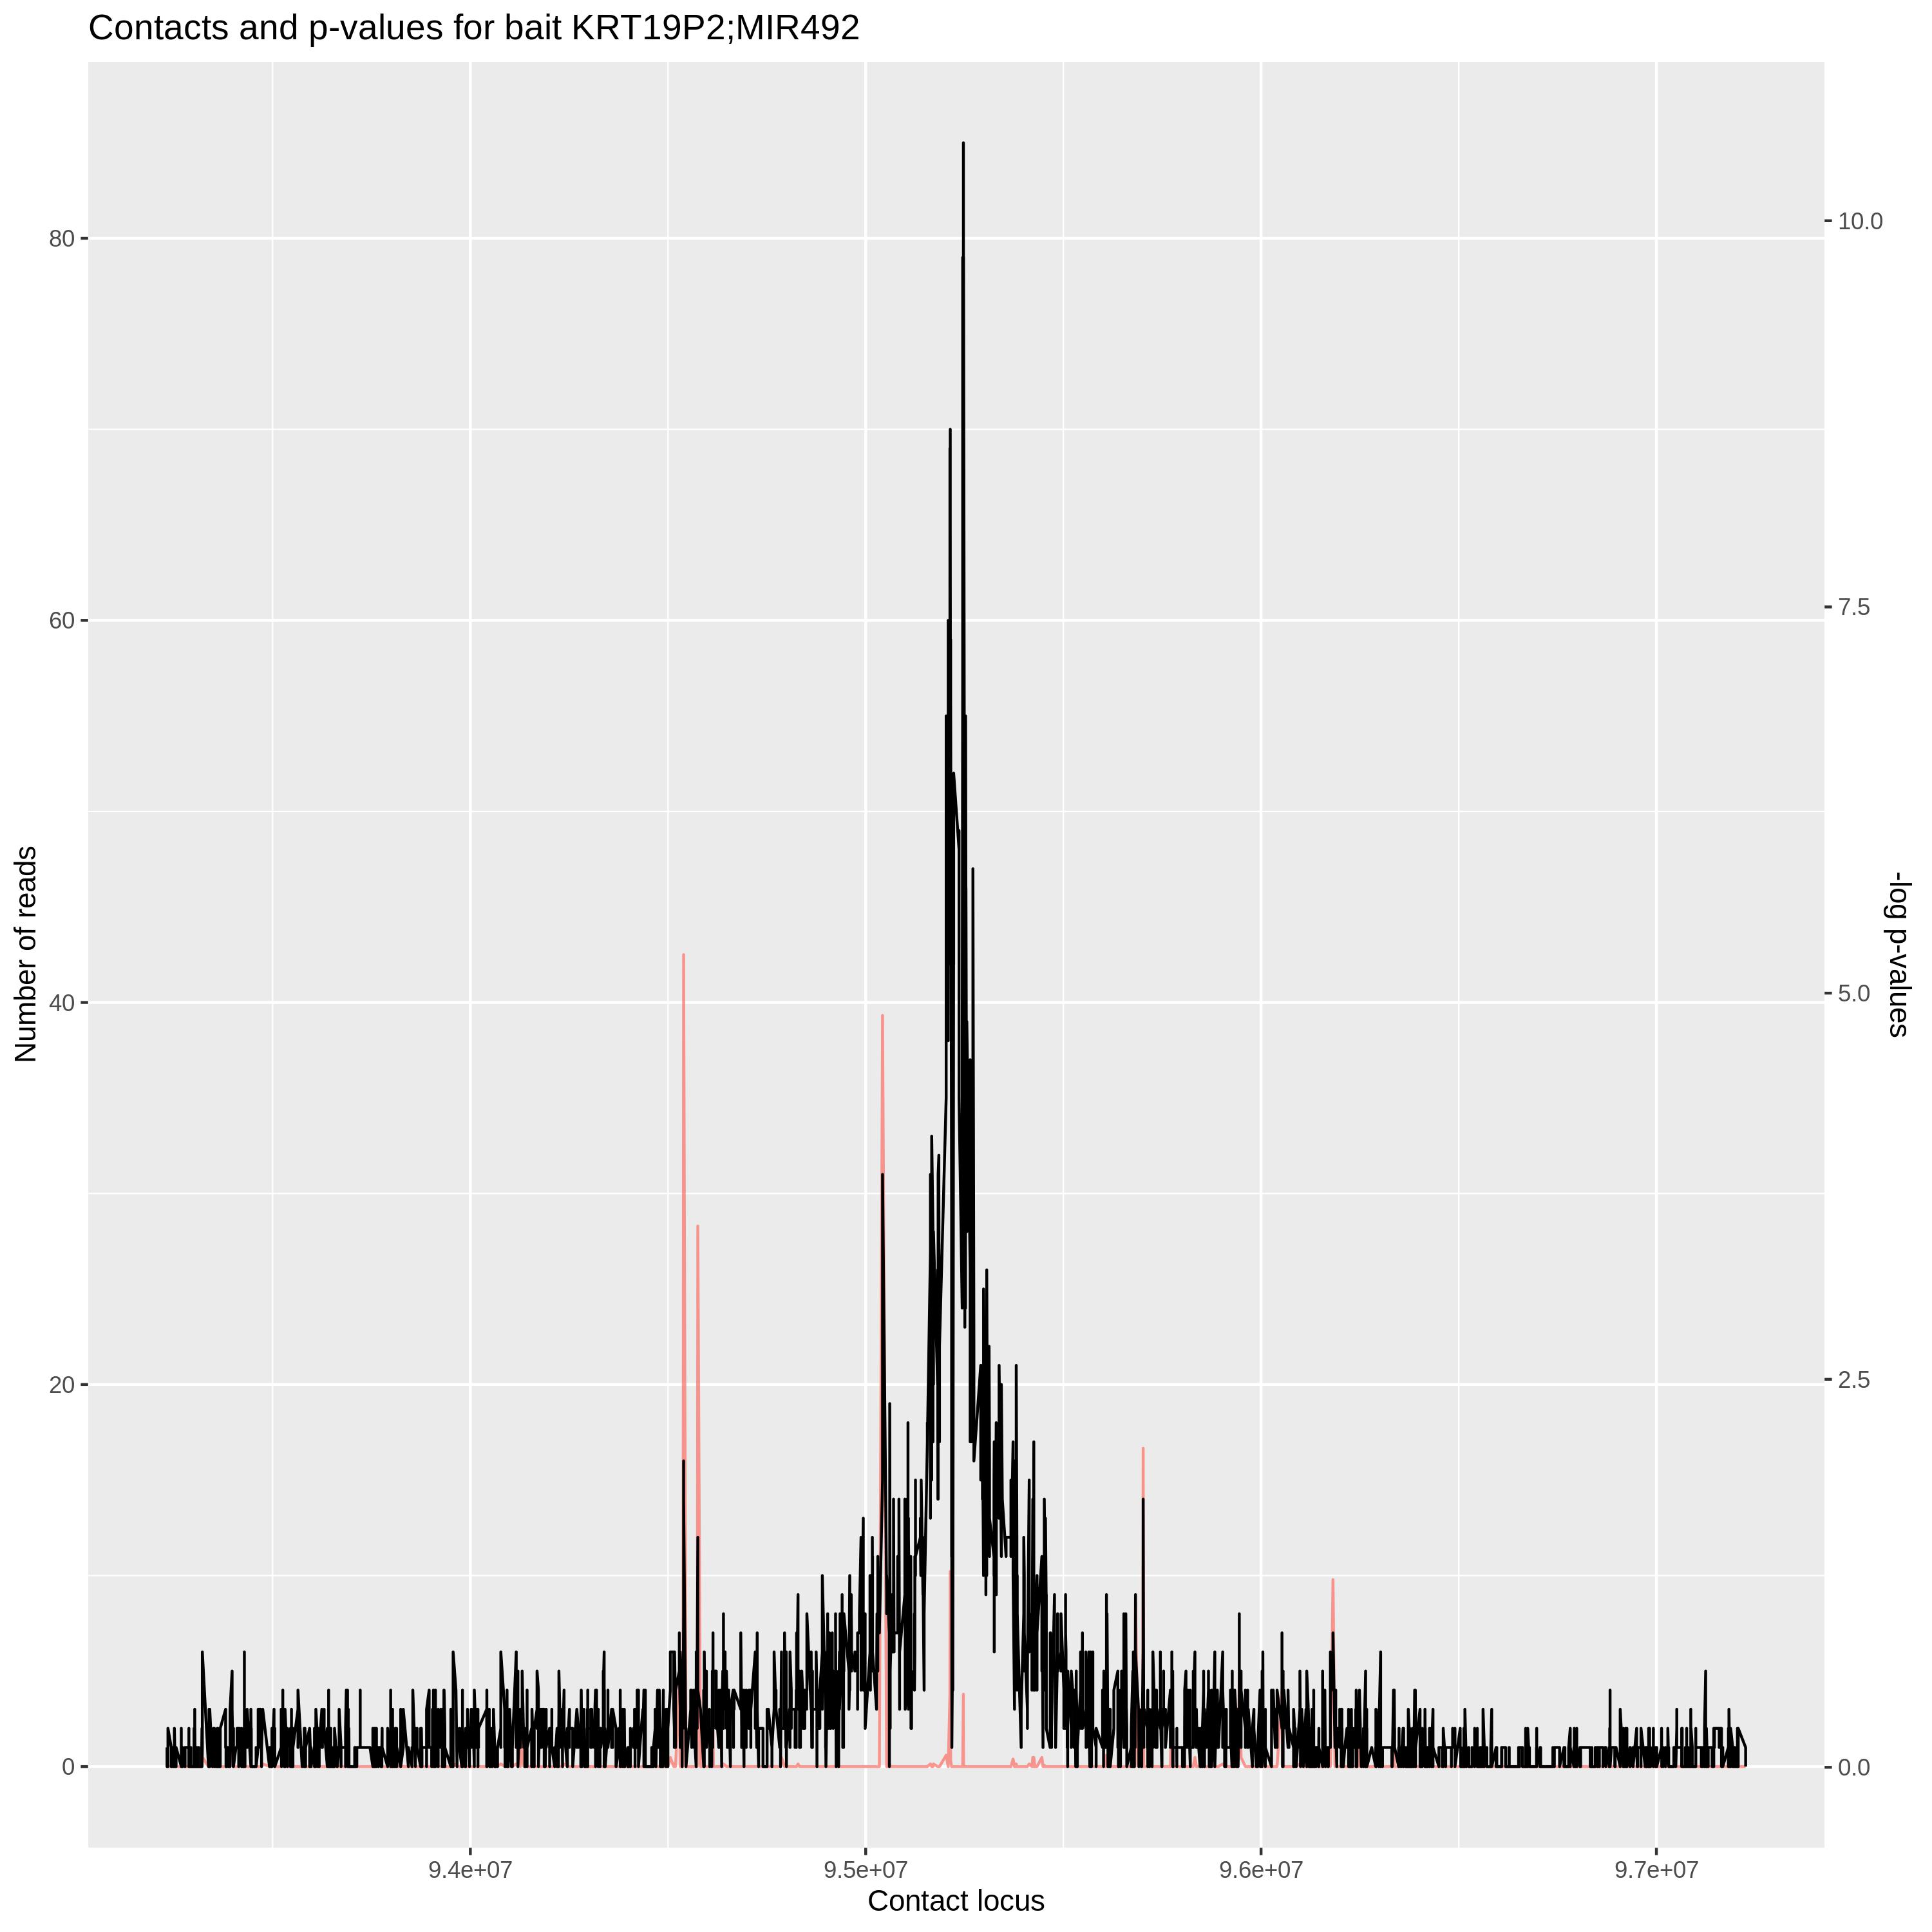 Contacts and p-values for bait KRT19P2;MIR492
80
60
40
20
0
Number of reads
10.0
7.5
5.0
2.5
0.0
-log p-values
9.4e+07
9.5e+07
9.6e+07
9.7e+07
Contact locus